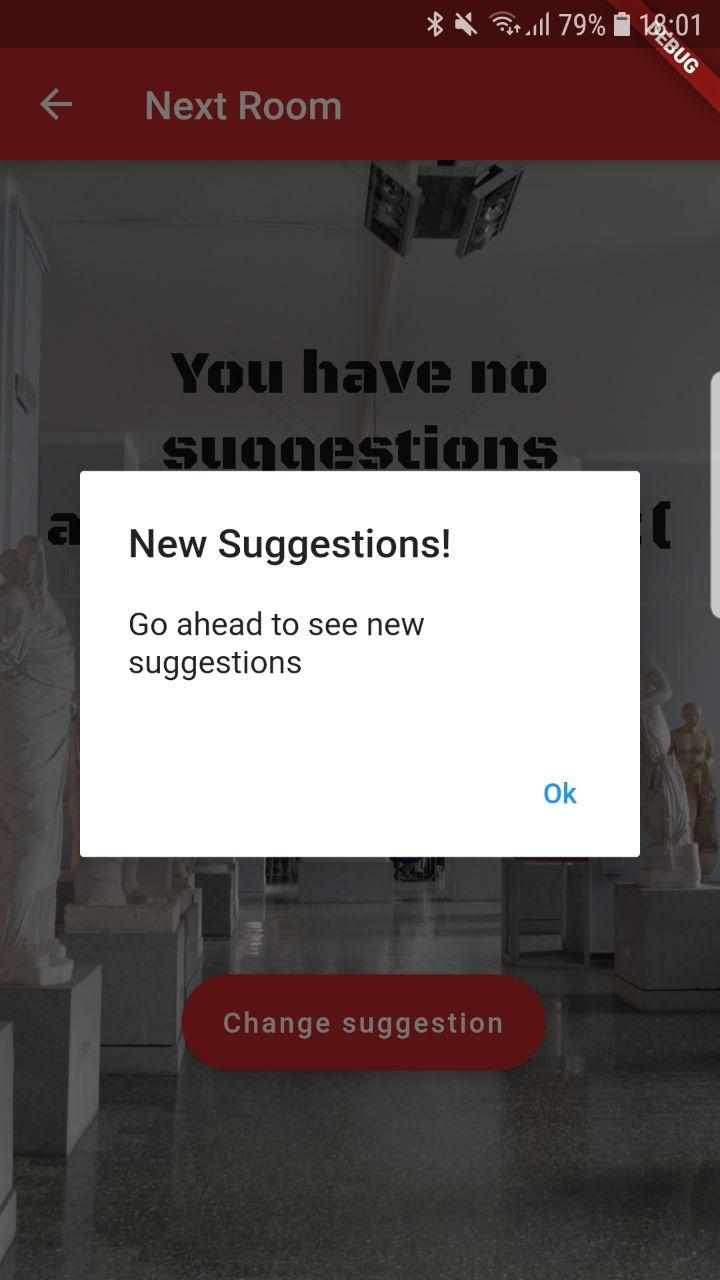 79% 18:01
DEBUG
Next Room
You have no
suggestions
:(
New Suggestions!
Go ahead to see new
suggestions
Ok
Change suggestion